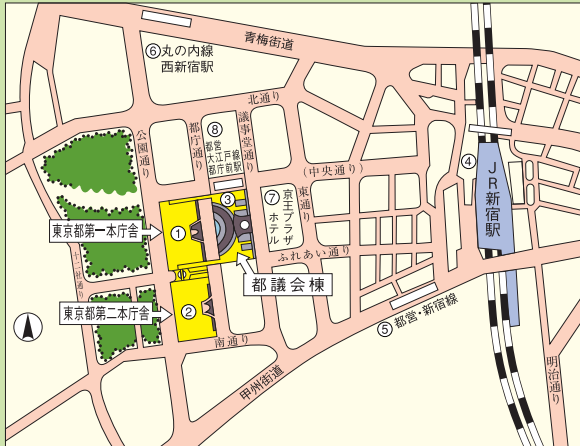 青梅街道
⑥丸の内線
西新宿駅
北通り
公園通り
都庁通り
⑧
都営
大江戸線
都庁前駅
議事堂通り
(中央通り)
④
JR新宿駅
③
⑦
京王プラザ
ホテル
東通り
東京都第一本庁舎
①
ふれあい通り
十二社通り
都議会棟
東京都第二本庁舎
②
⑤都営・新宿線
南通り
甲州街道
明治通り